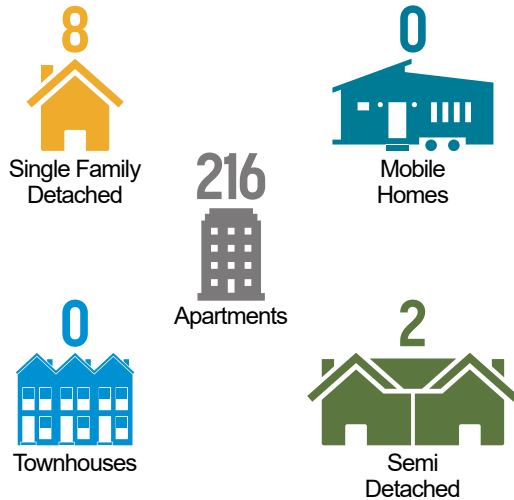 8
Single Family
Detached
0
Mobile
Homes
216
Apartments
0
Townhouses
2
Semi
Detached